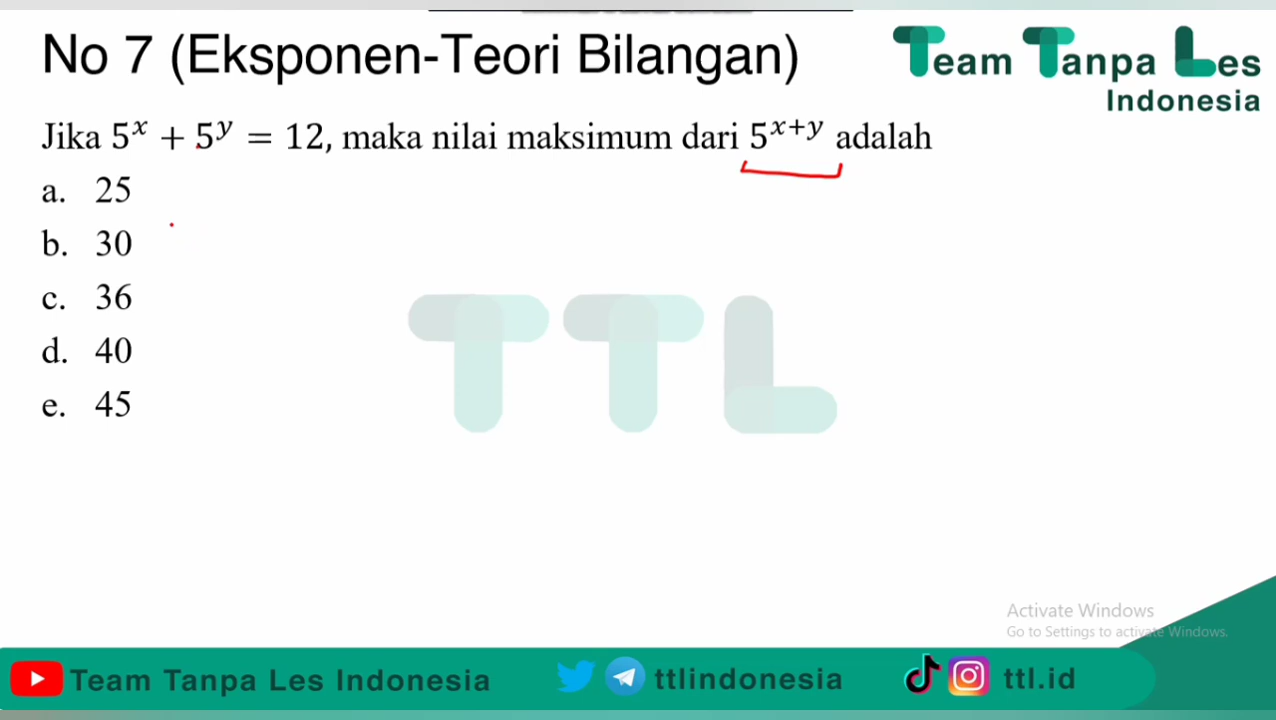 No 7 (Eksponen-Teori Bilangan)
Team Tanpa Les
Indonesia
Jika 5^x + 5^y = 12, maka nilai maksimum dari 5^{x+y} adalah
a. 25
b. 30
c. 36
d. 40
e. 45
TTL
Activate Windows
Go to Settings to activate Windows.
Team Tanpa Les Indonesia
ttlindonesia
ttl.id